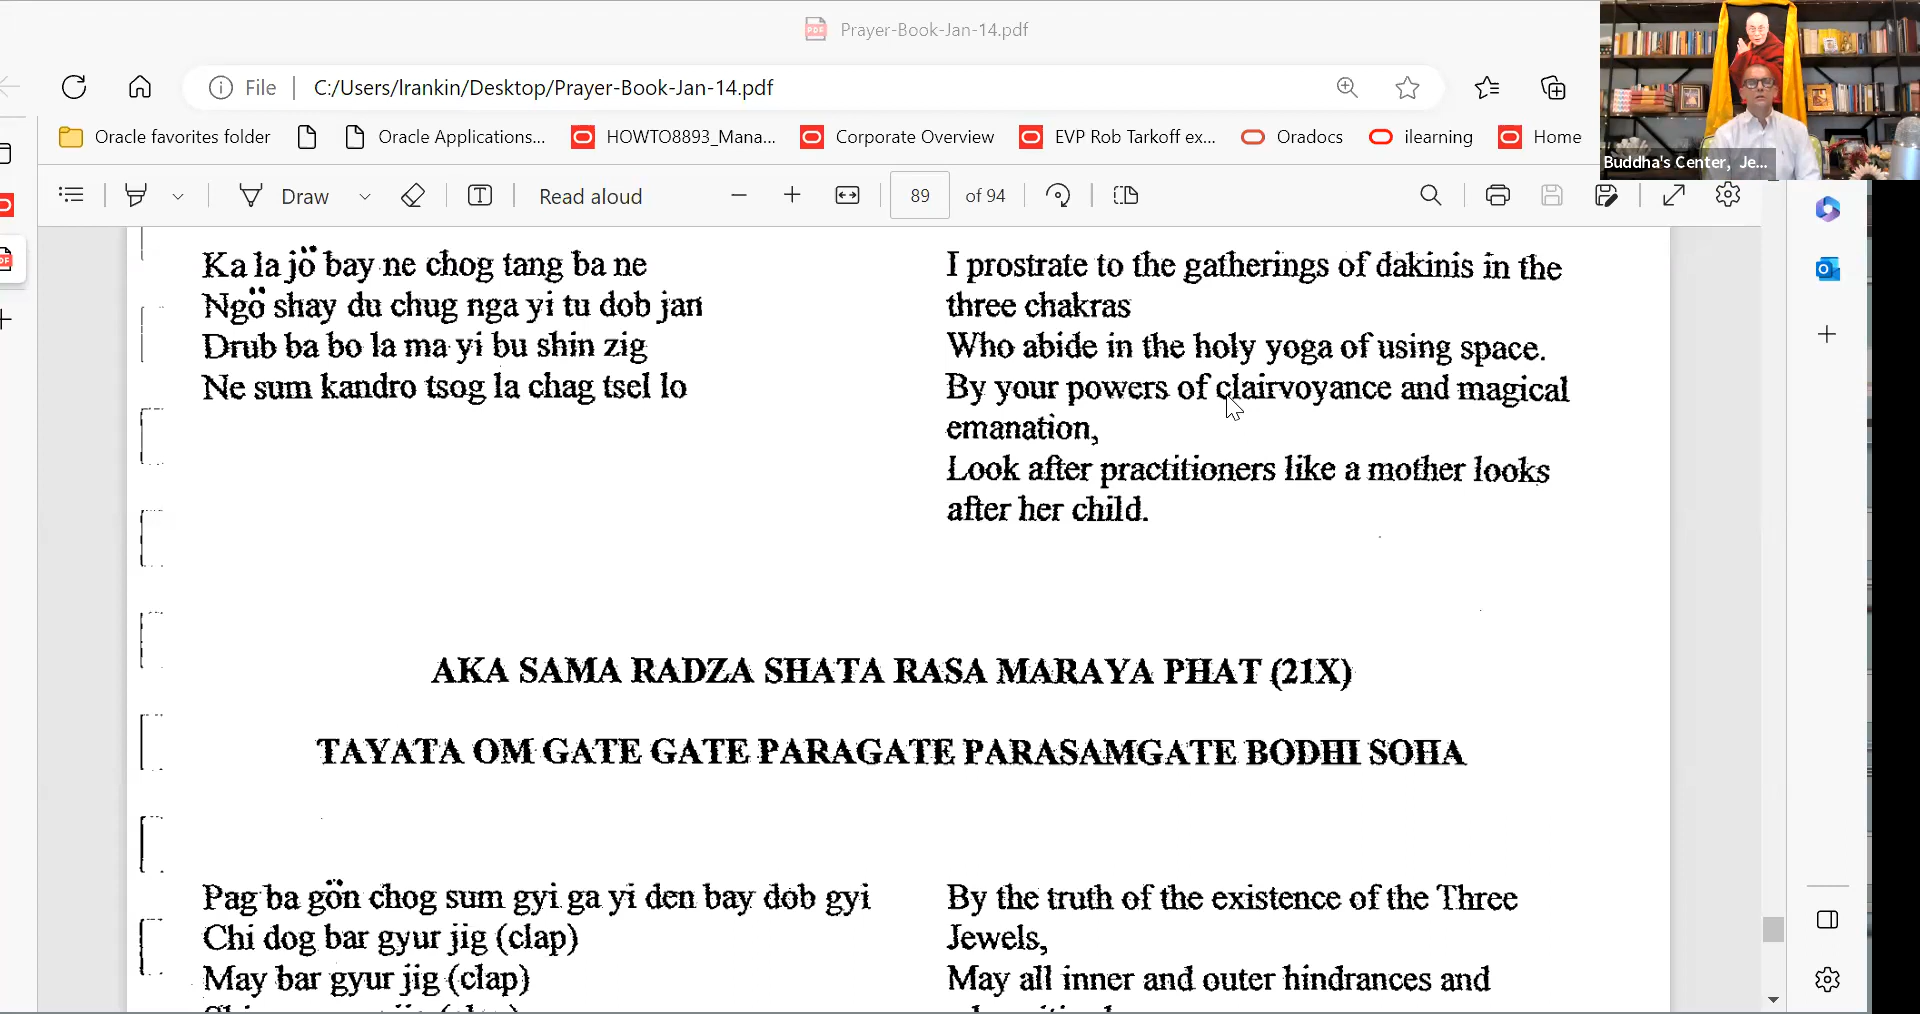 Prayer-Book-Jan-14.pdf
File
C:/Users/lrankin/Desktop/Prayer-Book-Jan-14.pdf
Oracle favorites folder
Oracle Applications...
HOWTO8893_Mana...
Corporate Overview
EVP Rob Tarkoff ex...
Oradocs
ilearning
Home
Buddha's Center, Je...
Draw
Read aloud
89 of 94
Ka la jö bay ne chog tang ba ne
Ngö shay du chug nga yi tu dob jan
Drub ba bo la ma yi bu shin zig
Ne sum kandro tsog la chag tsel lo
I prostrate to the gatherings of dakinis in the
three chakras
Who abide in the holy yoga of using space.
By your powers of clairvoyance and magical
emanation,
Look after practitioners like a mother looks
after her child.
AKA SAMA RADZA SHATA RASA MARAYA PHAT (21X)
TAYATA OM GATE GATE PARAGATE PARASAMGATE BODHI SOHA
Pag ba gön chog sum gyi ga yi den bay dob gyi
Chi dog bar gyur jig (clap)
May bar gyur jig (clap)
By the truth of the existence of the Three
Jewels,
May all inner and outer hindrances and